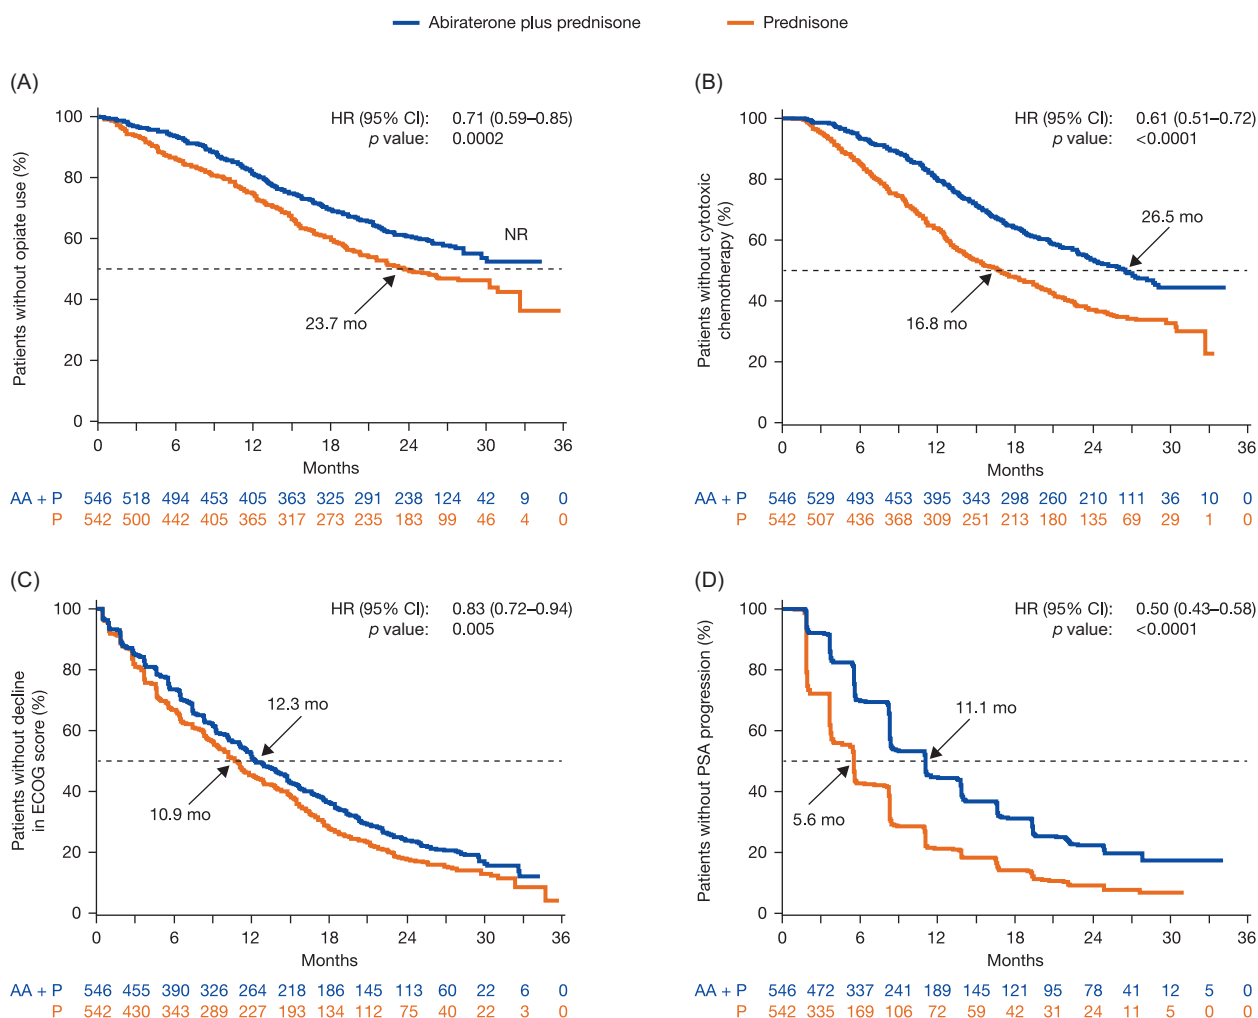 Abiraterone plus prednisone Prednisone
(A)
HR (95% CI): 0.71 (0.59–0.85)
p value: 0.0002
Patients without opiate use (%)
100
80
60
40
20
0
NR
23.7 mo
0 6 12 18 24 30 36
Months
AA + P 546 518 494 453 405 363 325 291 238 124 42 9 0
P 542 500 442 405 365 317 273 235 183 99 46 4 0
(B)
HR (95% CI): 0.61 (0.51–0.72)
p value: <0.0001
Patients without cytotoxic
chemotherapy (%)
100
80
60
40
20
0
26.5 mo
16.8 mo
0 6 12 18 24 30 36
Months
AA + P 546 529 493 453 395 343 298 260 210 111 36 10 0
P 542 507 436 368 309 251 213 180 135 69 29 1 0
(C)
HR (95% CI): 0.83 (0.72–0.94)
p value: 0.005
Patients without decline
in ECOG score (%)
100
80
60
40
20
0
12.3 mo
10.9 mo
0 6 12 18 24 30 36
Months
AA + P 546 455 390 326 264 218 186 145 113 60 22 6 0
P 542 430 343 289 227 193 134 112 75 40 22 3 0
(D)
HR (95% CI): 0.50 (0.43–0.58)
p value: <0.0001
Patients without PSA progression (%)
100
80
60
40
20
0
11.1 mo
5.6 mo
0 6 12 18 24 30 36
Months
AA + P 546 472 337 241 189 145 121 95 78 41 12 5 0
P 542 335 169 106 72 59 42 31 24 11 5 0 0